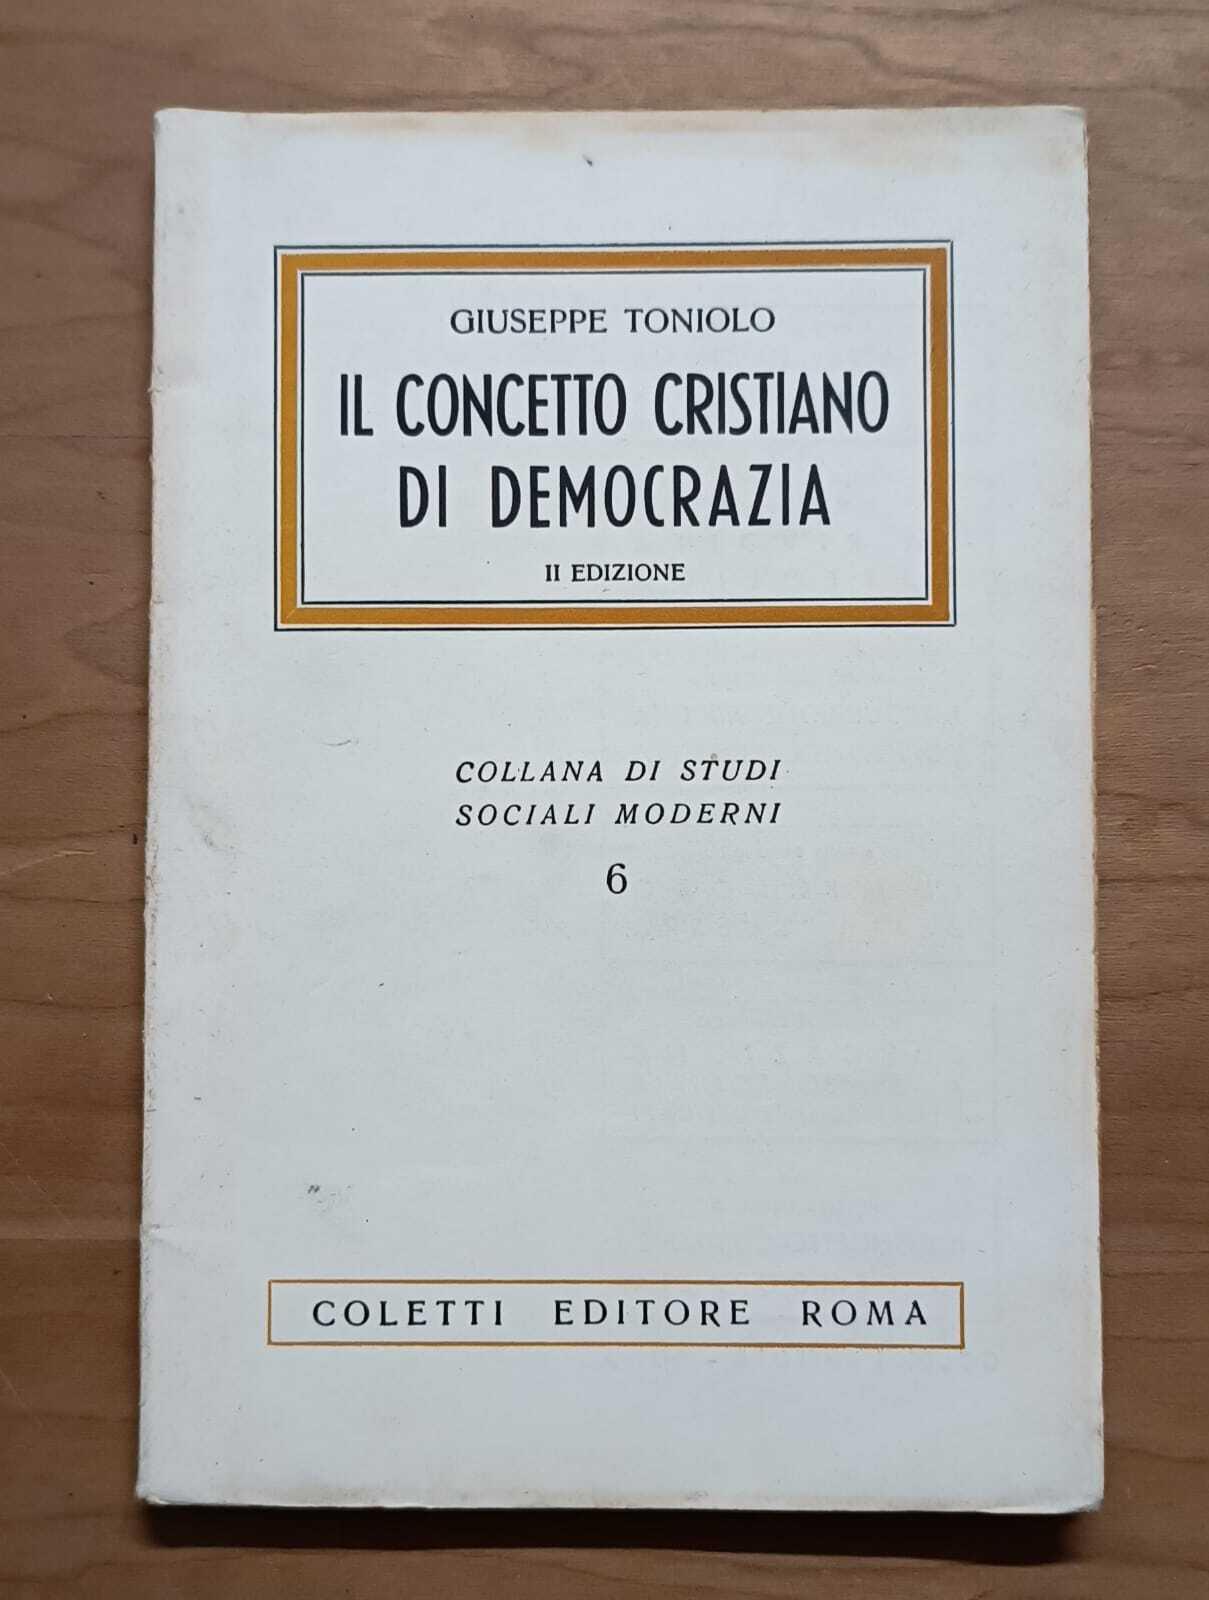 GIUSEPPE TONIOLO
IL CONCETTO CRISTIANO
DI DEMOCRAZIA
II EDIZIONE
COLLANA DI STUDI
SOCIALI MODERNI
6
COLETTI EDITORE ROMA